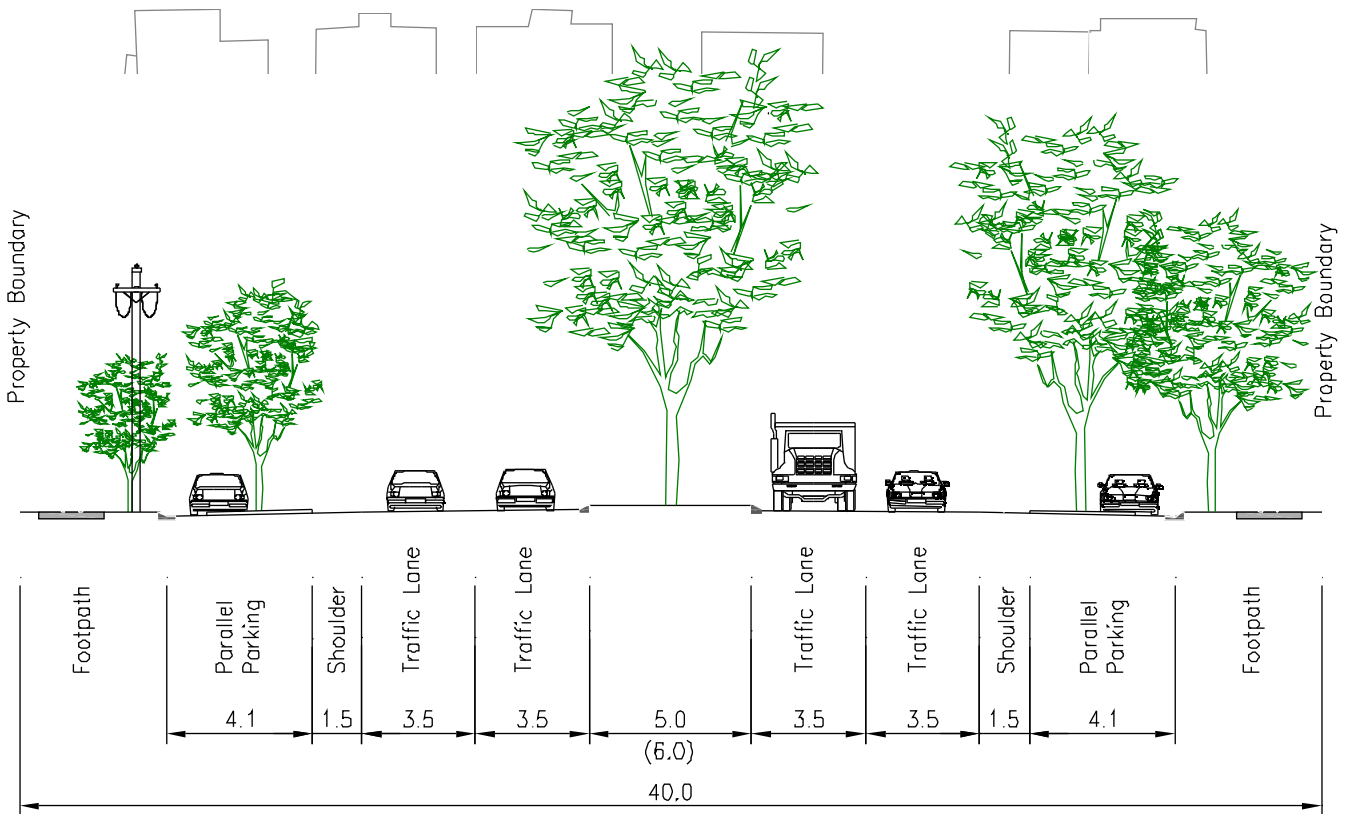 Property Boundary
Property Boundary
Footpath
Parallel
Parking
Shoulder
Traffic Lane
Traffic Lane
Traffic Lane
Traffic Lane
Shoulder
Parallel
Parking
Footpath
4.1
1.5
3.5
3.5
5.0
3.5
3.5
1.5
4.1
(6.0)
40.0